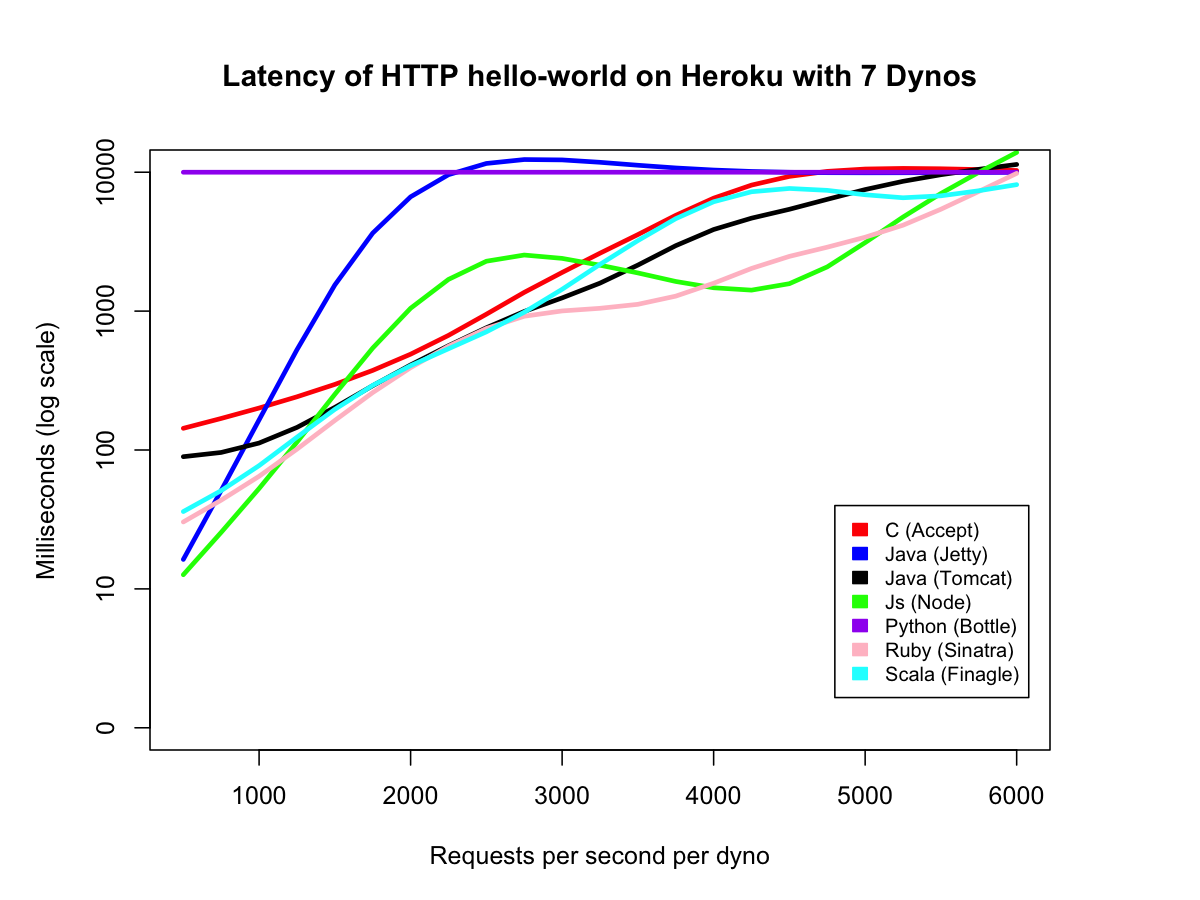 Latency of HTTP hello-world on Heroku with 7 Dynos
Milliseconds (log scale)
10000
1000
100
10
0
C (Accept)
Java (Jetty)
Java (Tomcat)
Js (Node)
Python (Bottle)
Ruby (Sinatra)
Scala (Finagle)
1000 2000 3000 4000 5000 6000
Requests per second per dyno